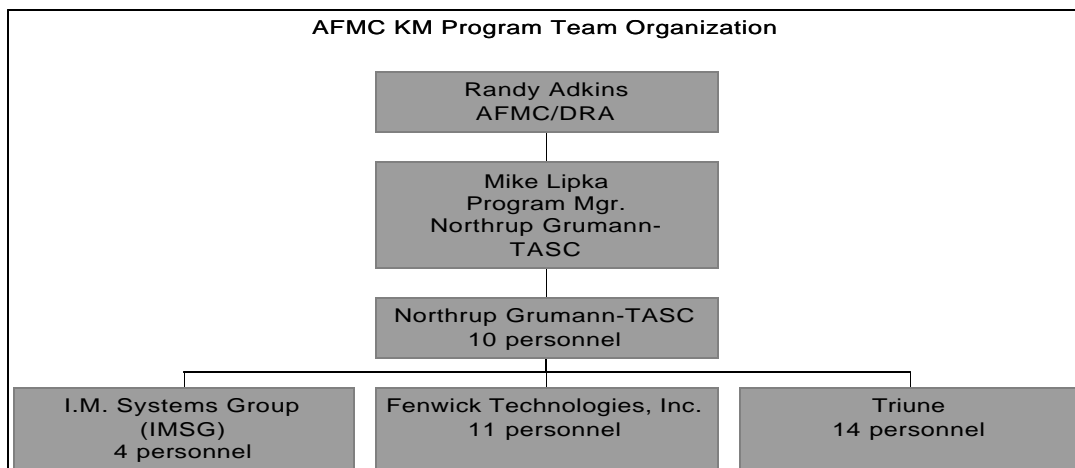 AFMC KM Program Team Organization
Randy Adkins
AFMC/DRA
Mike Lipka
Program Mgr.
Northrup Grumann-
TASC
Northrup Grumann-TASC
10 personnel
I.M. Systems Group
(IMSG)
4 personnel
Fenwick Technologies, Inc.
11 personnel
Triune
14 personnel